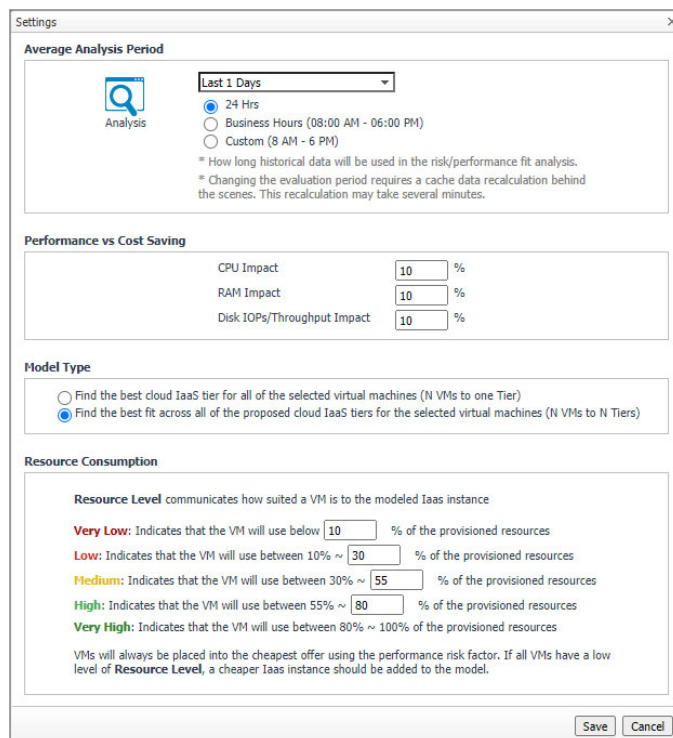 Settings
Average Analysis Period
Analysis
Last 1 Days
24 Hrs
Business Hours (08:00 AM - 06:00 PM)
Custom (8 AM - 6 PM)
* How long historical data will be used in the risk/performance fit analysis.
* Changing the evaluation period requires a cache data recalculation behind
the scenes. This recalculation may take several minutes.
Performance vs Cost Saving
CPU Impact 10 %
RAM Impact 10 %
Disk IOPs/Throughput Impact 10 %
Model Type
Find the best cloud IaaS tier for all of the selected virtual machines (N VMs to one Tier)
Find the best fit across all of the proposed cloud IaaS tiers for the selected virtual machines (N VMs to N Tiers)
Resource Consumption
Resource Level communicates how suited a VM is to the modeled Iaas instance
Very Low: Indicates that the VM will use below 10 % of the provisioned resources
Low: Indicates that the VM will use between 10% ~ 30 % of the provisioned resources
Medium: Indicates that the VM will use between 30% ~ 55 % of the provisioned resources
High: Indicates that the VM will use between 55% ~ 80 % of the provisioned resources
Very High: Indicates that the VM will use between 80% ~ 100% of the provisioned resources
VMs will always be placed into the cheapest offer using the performance risk factor. If all VMs have a low
level of Resource Level, a cheaper Iaas instance should be added to the model.
Save Cancel